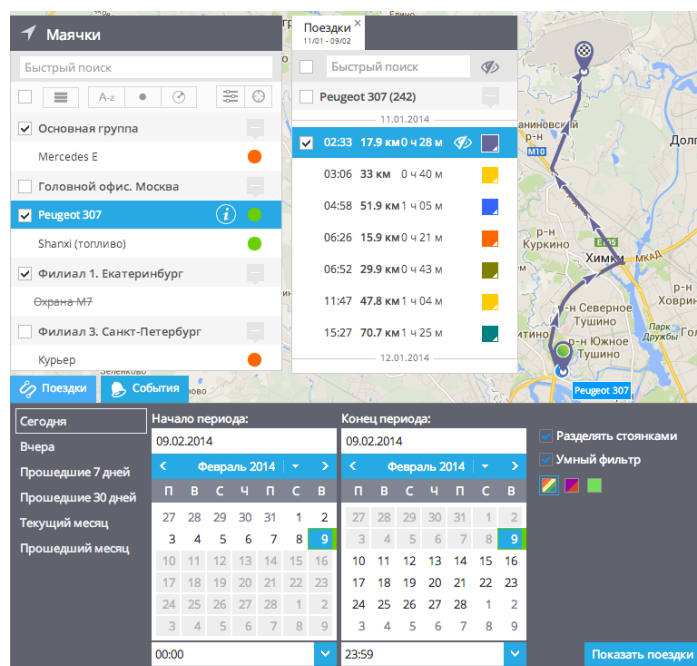 Маячки
Быстрый поиск
A-z
Основная группа
Mercedes E
Головной офис. Москва
Peugeot 307
Shanxi (топливо)
Филиал 1. Екатеринбург
Охрана М7
Филиал 3. Санкт-Петербург
Курьер
Поездки
11/01 - 09/02
Быстрый поиск
Peugeot 307 (242)
11.01.2014
02:33 17.9 км 0 ч 28 м
03:06 33 км 0 ч 40 м
04:58 51.9 км 1 ч 05 м
06:26 15.9 км 0 ч 21 м
06:52 29.9 км 0 ч 43 м
11:47 47.8 км 1 ч 04 м
15:27 70.7 км 1 ч 25 м
12.01.2014
р-н
M10
Долг
р-н
Куркино
E105
Химки
МКАД
р-н
Ховрин
р-н Северное
Тушино
Парк
Дружбы
р-н Южное
Тушино
Peugeot 307
Поездки
События
Сегодня
Вчера
Прошедшие 7 дней
Прошедшие 30 дней
Текущий месяц
Прошедший месяц
Начало периода:
09.02.2014
Февраль 2014
П В С Ч П С В
27 28 29 30 31 1 2
3 4 5 6 7 8 9
10 11 12 13 14 15 16
17 18 19 20 21 22 23
24 25 26 27 28 1 2
3 4 5 6 7 8 9
00:00
Конец периода:
09.02.2014
Февраль 2014
П В С Ч П С В
27 28 29 30 31 1 2
3 4 5 6 7 8 9
10 11 12 13 14 15 16
17 18 19 20 21 22 23
24 25 26 27 28 1 2
3 4 5 6 7 8 9
23:59
Разделять стоянками
Умный фильтр
Показать поездки